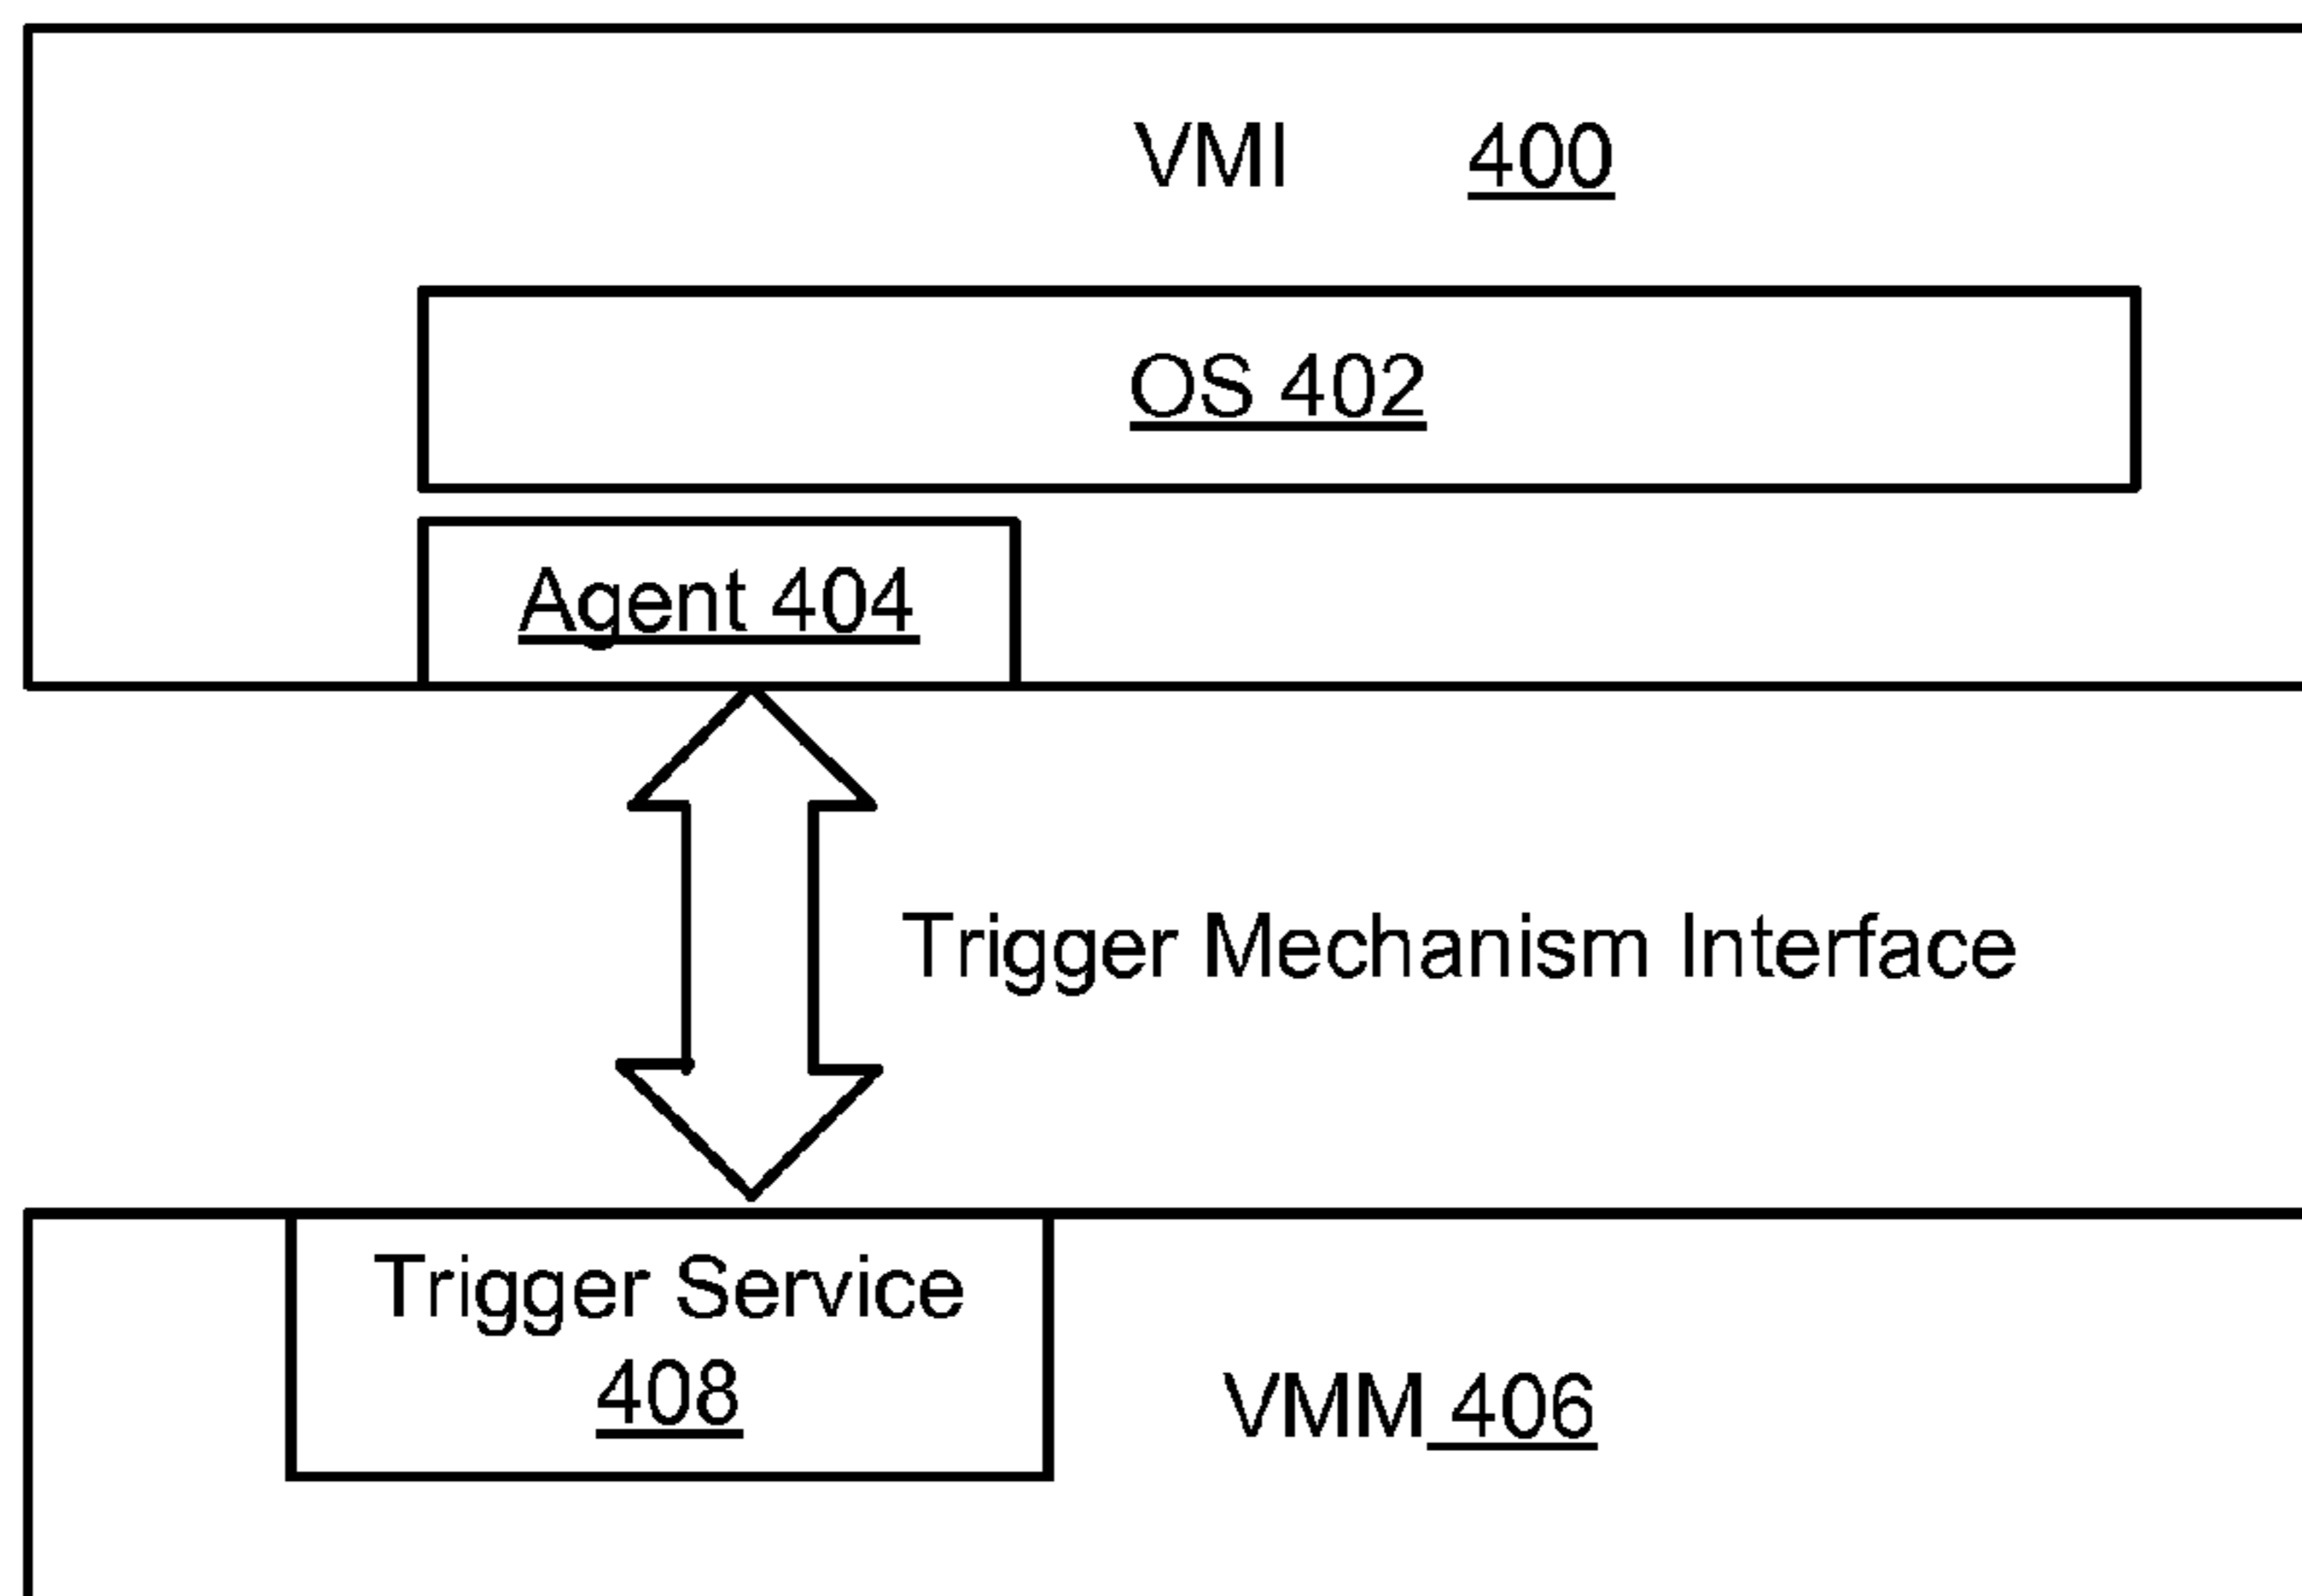 VMI 400
OS 402
Agent 404
Trigger Mechanism Interface
Trigger Service
408
VMM 406